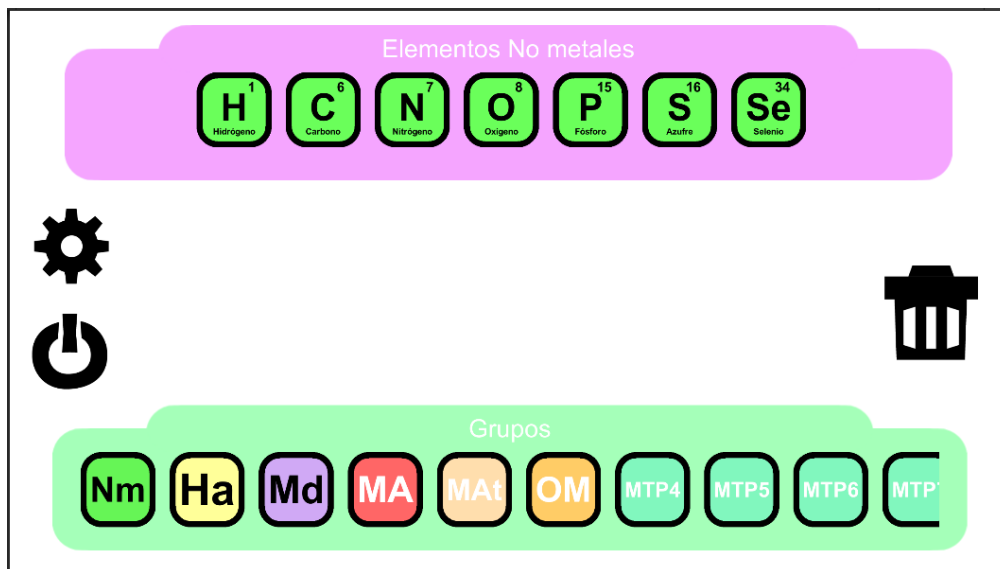 Elementos No metales
1 6 7 8 15 16 34
H C N O P S Se
Hidrógeno Carbono Nitrógeno Oxigeno Fósforo Azufre Selenio
Grupos
Nm Ha Md MA MAt OM MTP4 MTP5 MTP6 MTP